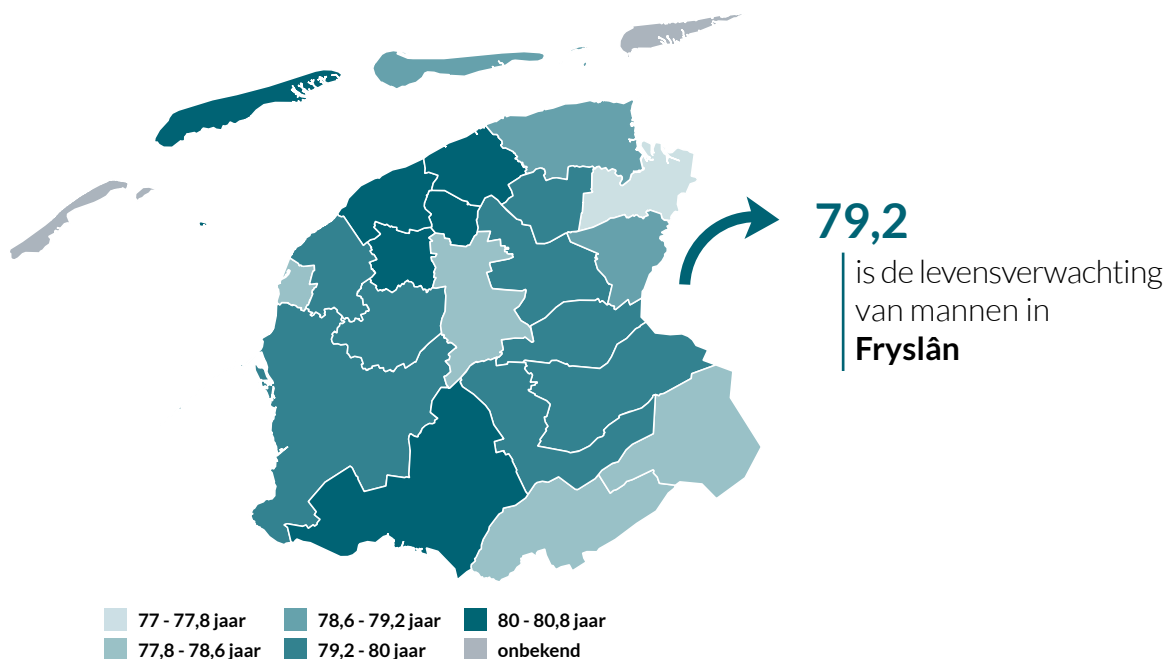 79,2
is de levensverwachting
van mannen in
Fryslân
77 - 77,8 jaar
78,6 - 79,2 jaar
80 - 80,8 jaar
77,8 - 78,6 jaar
79,2 - 80 jaar
onbekend